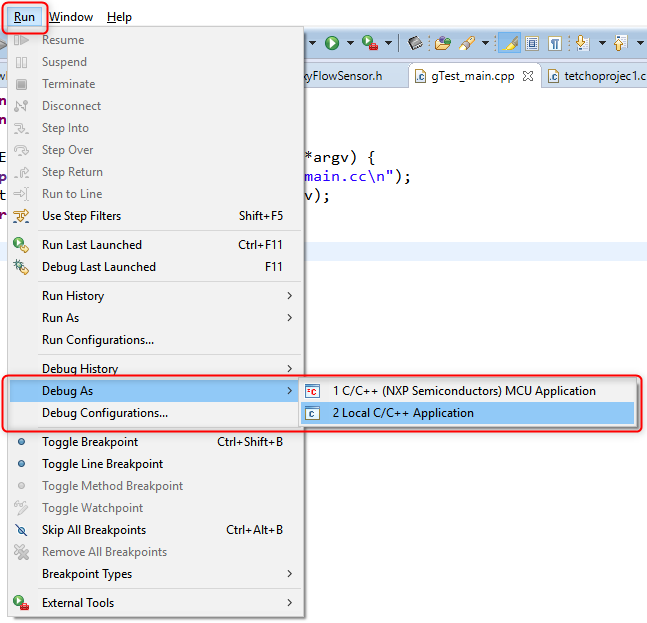 Run Window Help
Resume
xyFlowSensor.h gTest_main.cpp tetchoprojec1.c
Suspend
Terminate
Disconnect
Step Into
Step Over *argv) {
Step Return main.cc\n");
Run to Line v);
Use Step Filters Shift+F5
Run Last Launched Ctrl+F11
Debug Last Launched F11
Run History
Run As
Run Configurations...
Debug History
Debug As 1 C/C++ (NXP Semiconductors) MCU Application
Debug Configurations... 2 Local C/C++ Application
Toggle Breakpoint Ctrl+Shift+B
Toggle Line Breakpoint
Toggle Method Breakpoint
Toggle Watchpoint
Skip All Breakpoints Ctrl+Alt+B
Remove All Breakpoints
Breakpoint Types
External Tools